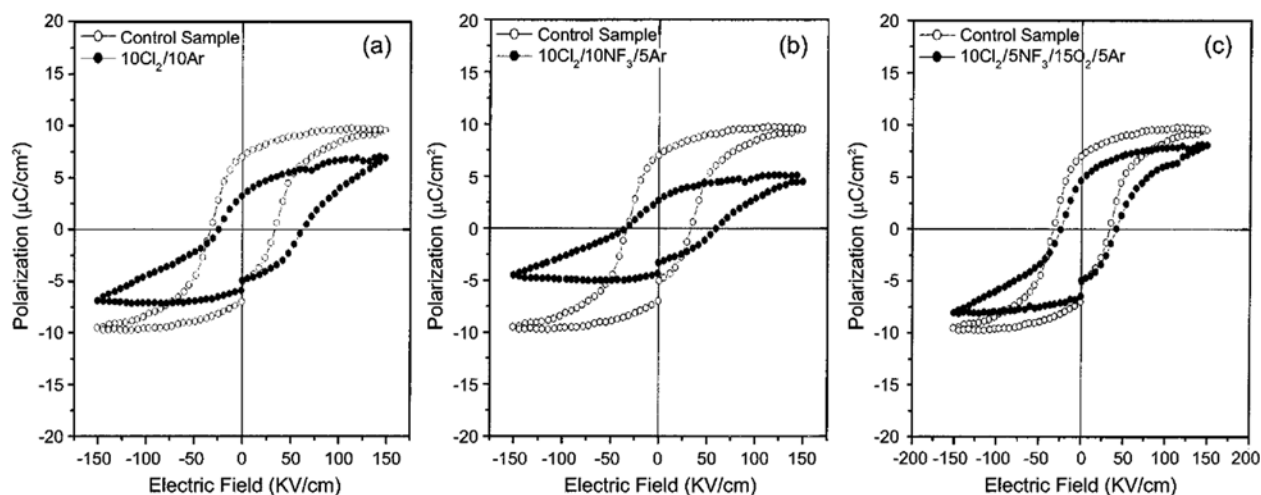 20
15
10
5
0
-5
-10
-15
-20
Polarization (μC/cm²)
Control Sample
10Cl₂/10Ar
(a)
-150 -100 -50 0 50 100 150
Electric Field (KV/cm)
20
15
10
5
0
-5
-10
-15
-20
Polarization (μC/cm²)
Control Sample
10Cl₂/10NF₃/5Ar
(b)
-150 -100 -50 0 50 100 150
Electric Field (KV/cm)
20
15
10
5
0
-5
-10
-15
-20
Polarization (μC/cm²)
Control Sample
10Cl₂/5NF₃/15O₂/5Ar
(c)
-200 -150 -100 -50 0 50 100 150 200
Electric Field (KV/cm)